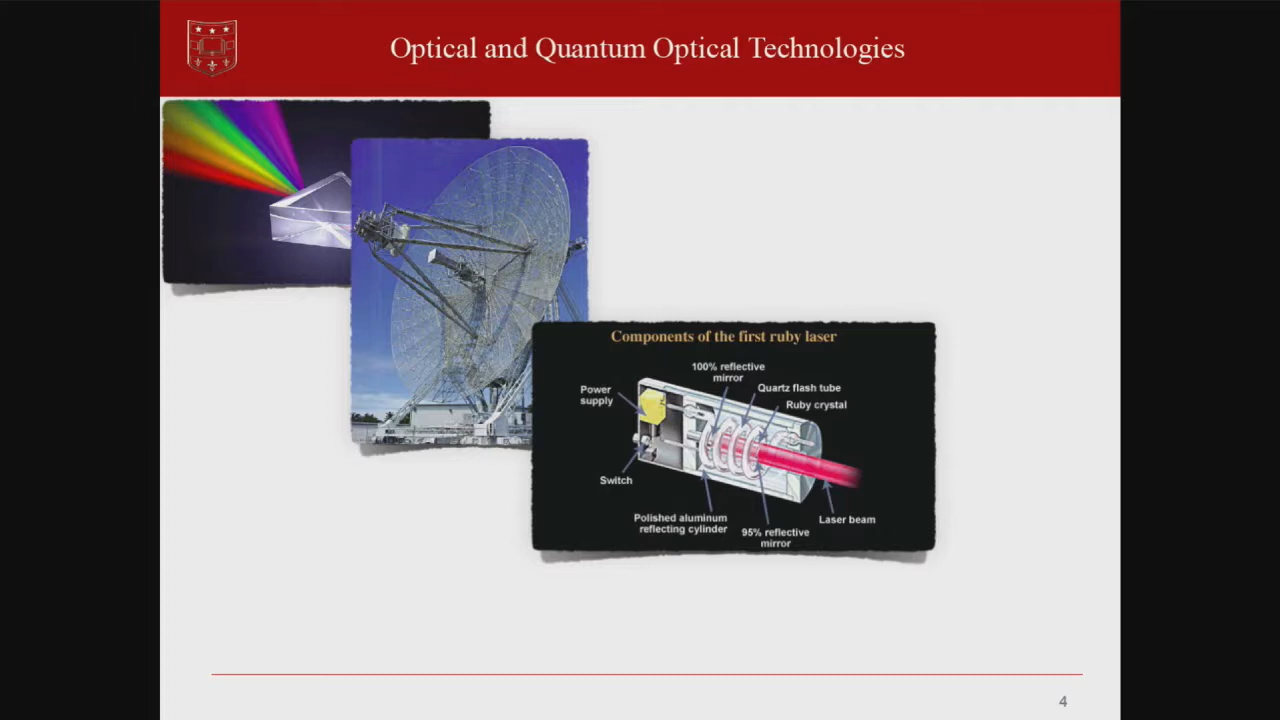 Optical and Quantum Optical Technologies
Components of the first ruby laser
100% reflective
mirror
Quartz flash tube
Power
supply
Ruby crystal
Switch
Polished aluminum
reflecting cylinder
95% reflective
mirror
Laser beam
4